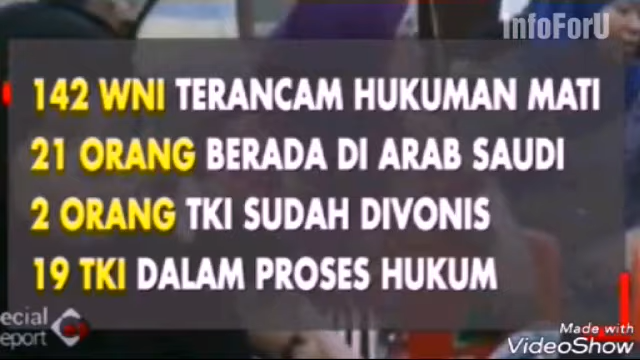 InfoForU
142 WNI TERANCAM HUKUMAN MATI
21 ORANG BERADA DI ARAB SAUDI
2 ORANG TKI SUDAH DIVONIS
19 TKI DALAM PROSES HUKUM
ecial
eport
Made with
VideoShow